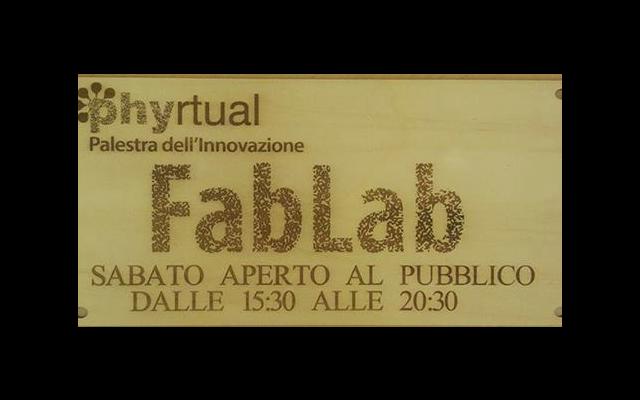 phyrtual
Palestra dell'Innovazione
FabLab
SABATO APERTO AL PUBBLICO
DALLE 15:30 ALLE 20:30